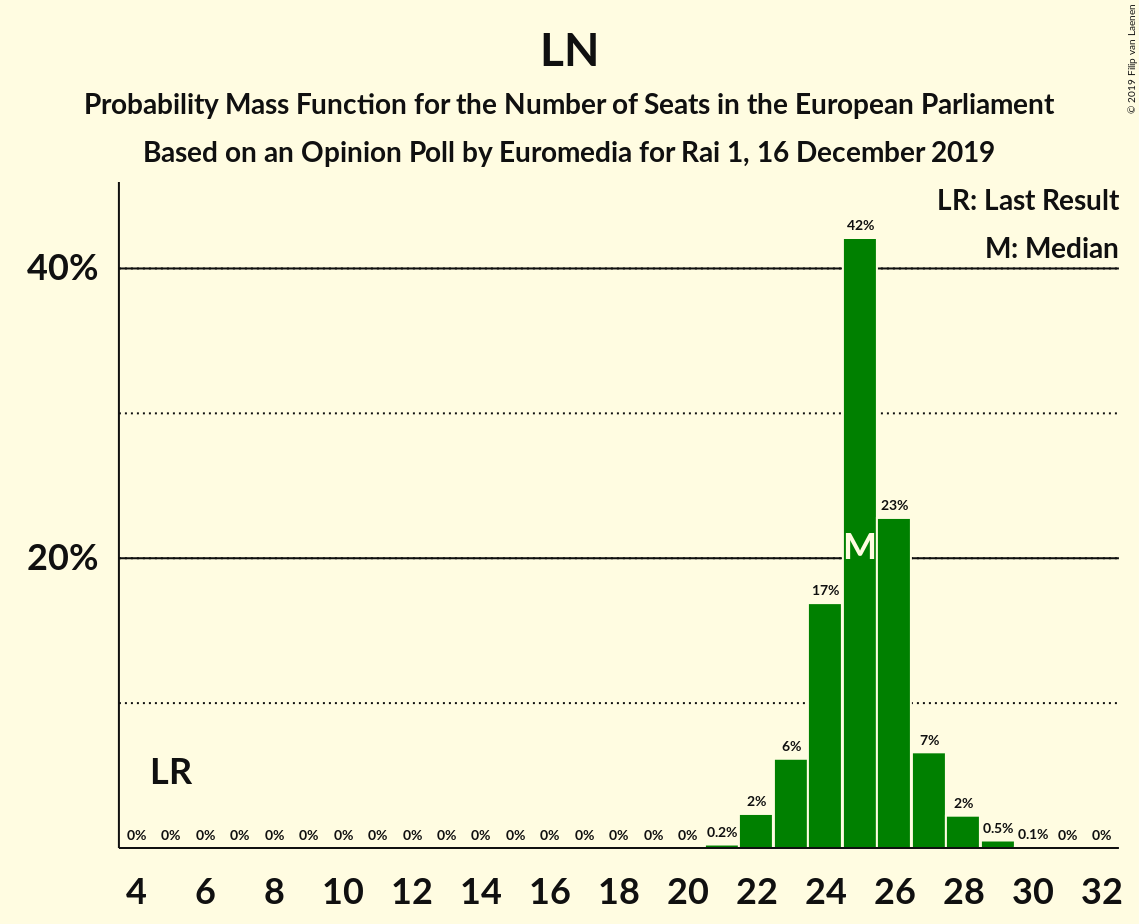 LN
Probability Mass Function for the Number of Seats in the European Parliament
Based on an Opinion Poll by Euromedia for Rai 1, 16 December 2019
© 2019 Filip van Laenen
LR: Last Result
M: Median
40%
20%
42%
23%
M
17%
6%
7%
LR
2%
2%
0% 0% 0% 0% 0% 0% 0% 0% 0% 0% 0% 0% 0% 0% 0% 0% 0% 0.2% 0.5% 0.1% 0% 0%
4 6 8 10 12 14 16 18 20 22 24 26 28 30 32